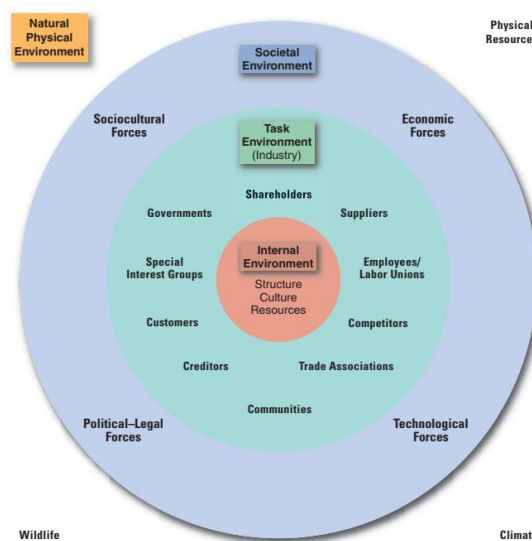 Natural
Physical
Environment
Physical
Resource
Societal
Environment
Sociocultural
Forces
Economic
Forces
Task
Environment
(Industry)
Shareholders
Governments
Suppliers
Internal
Environment
Structure
Culture
Resources
Special
Interest Groups
Employees/
Labor Unions
Customers
Competitors
Creditors
Trade Associations
Communities
Political–Legal
Forces
Technological
Forces
Wildlife
Climat